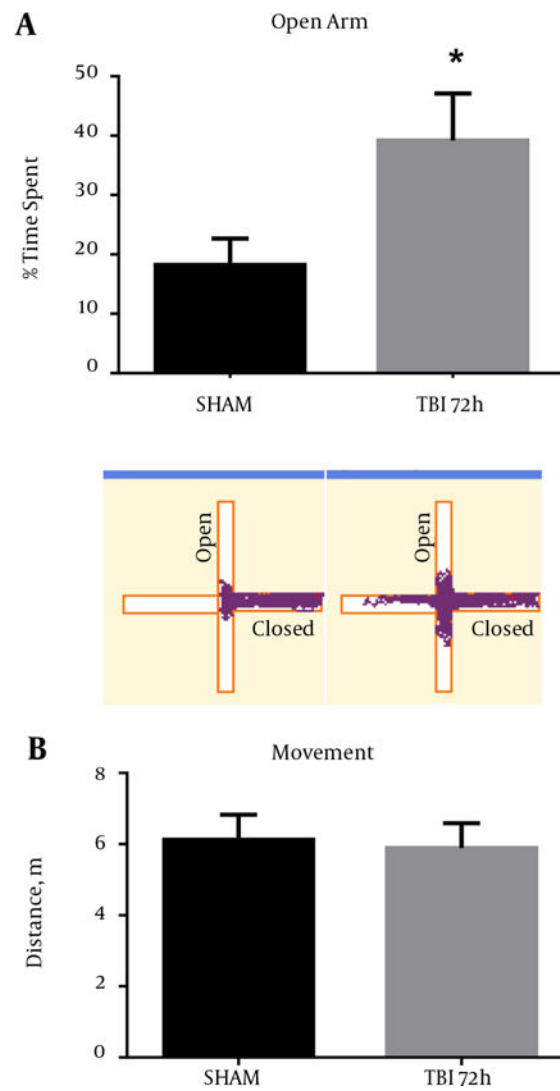 A
Open Arm
*
% Time Spent
50
40
30
20
10
0
SHAM
TBI 72h
Open
Closed
Open
Closed
B
Movement
Distance, m
8
6
4
2
0
SHAM
TBI 72h